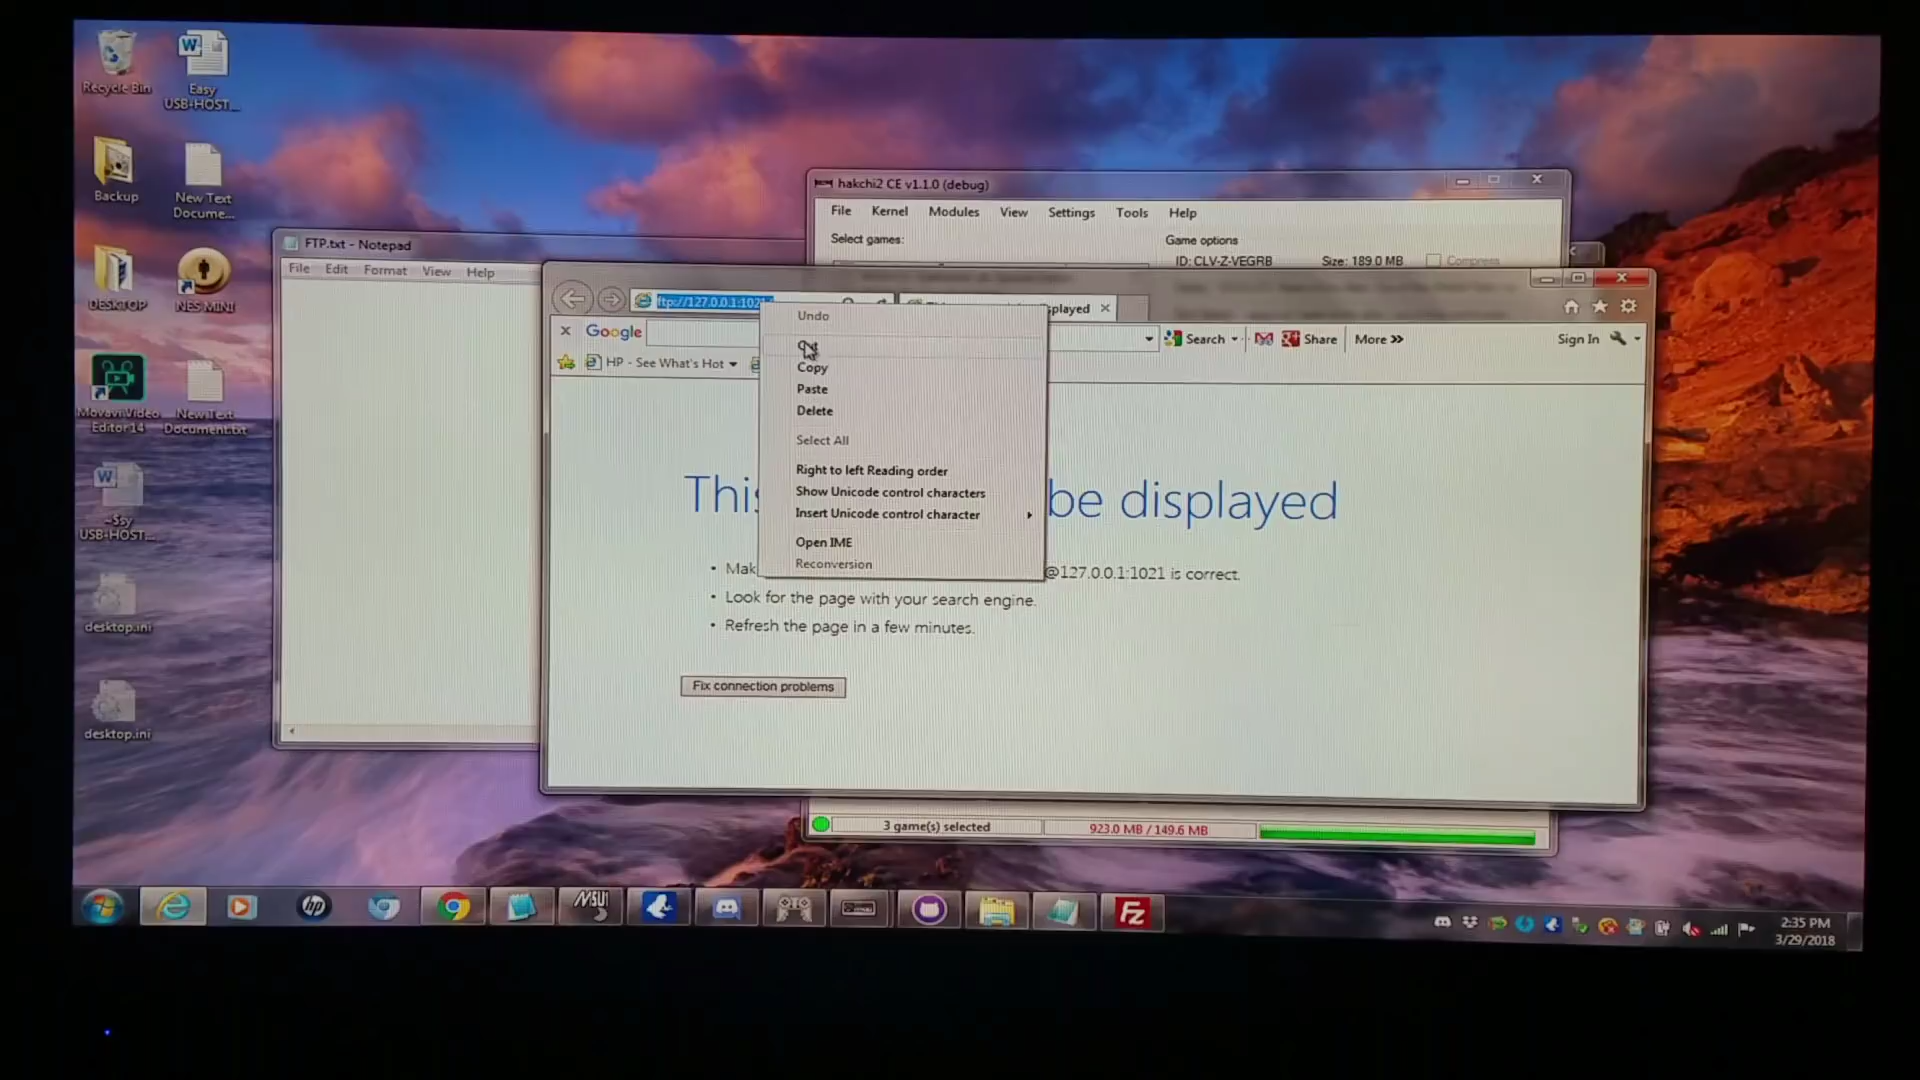 Recycle Bin
Easy
USB-HOST...
Backup
New Text
Docume...
DESKTOP
NES MINI
Movavi Video
Editor 14
New Text
Document.txt
~$sy
USB-HOST...
desktop.ini
desktop.ini
FTP.txt - Notepad
File Edit Format View Help
hakchi2 CE v1.1.0 (debug)
File Kernel Modules View Settings Tools Help
Select games:
Game options
ID: CLV-Z-VEGRB
Size: 189.0 MB
Compress
ftp://127.0.0.1:1021
splayed
Google
Search
Share
More »
Sign In
HP - See What's Hot
Undo
Cut
Copy
Paste
Delete
Select All
Right to left Reading order
Show Unicode control characters
Insert Unicode control character
Open IME
Reconversion
This be displayed
• Mak @127.0.0.1:1021 is correct.
• Look for the page with your search engine.
• Refresh the page in a few minutes.
Fix connection problems
3 game(s) selected
923.0 MB / 149.6 MB
hp
MSU
Fz
2:35 PM
3/29/2018